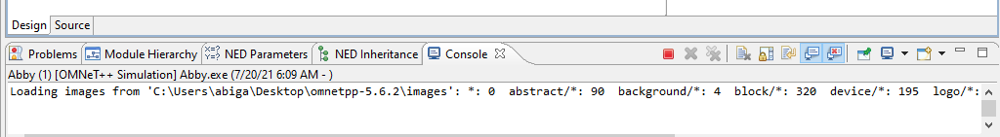 Design Source
Problems Module Hierarchy NED Parameters NED Inheritance Console
Abby (1) [OMNeT++ Simulation] Abby.exe (7/20/21 6:09 AM - )
Loading images from 'C:\Users\abiga\Desktop\omnetpp-5.6.2\images': *: 0  abstract/*: 90  background/*: 4  block/*: 320  device/*: 195  logo/*: